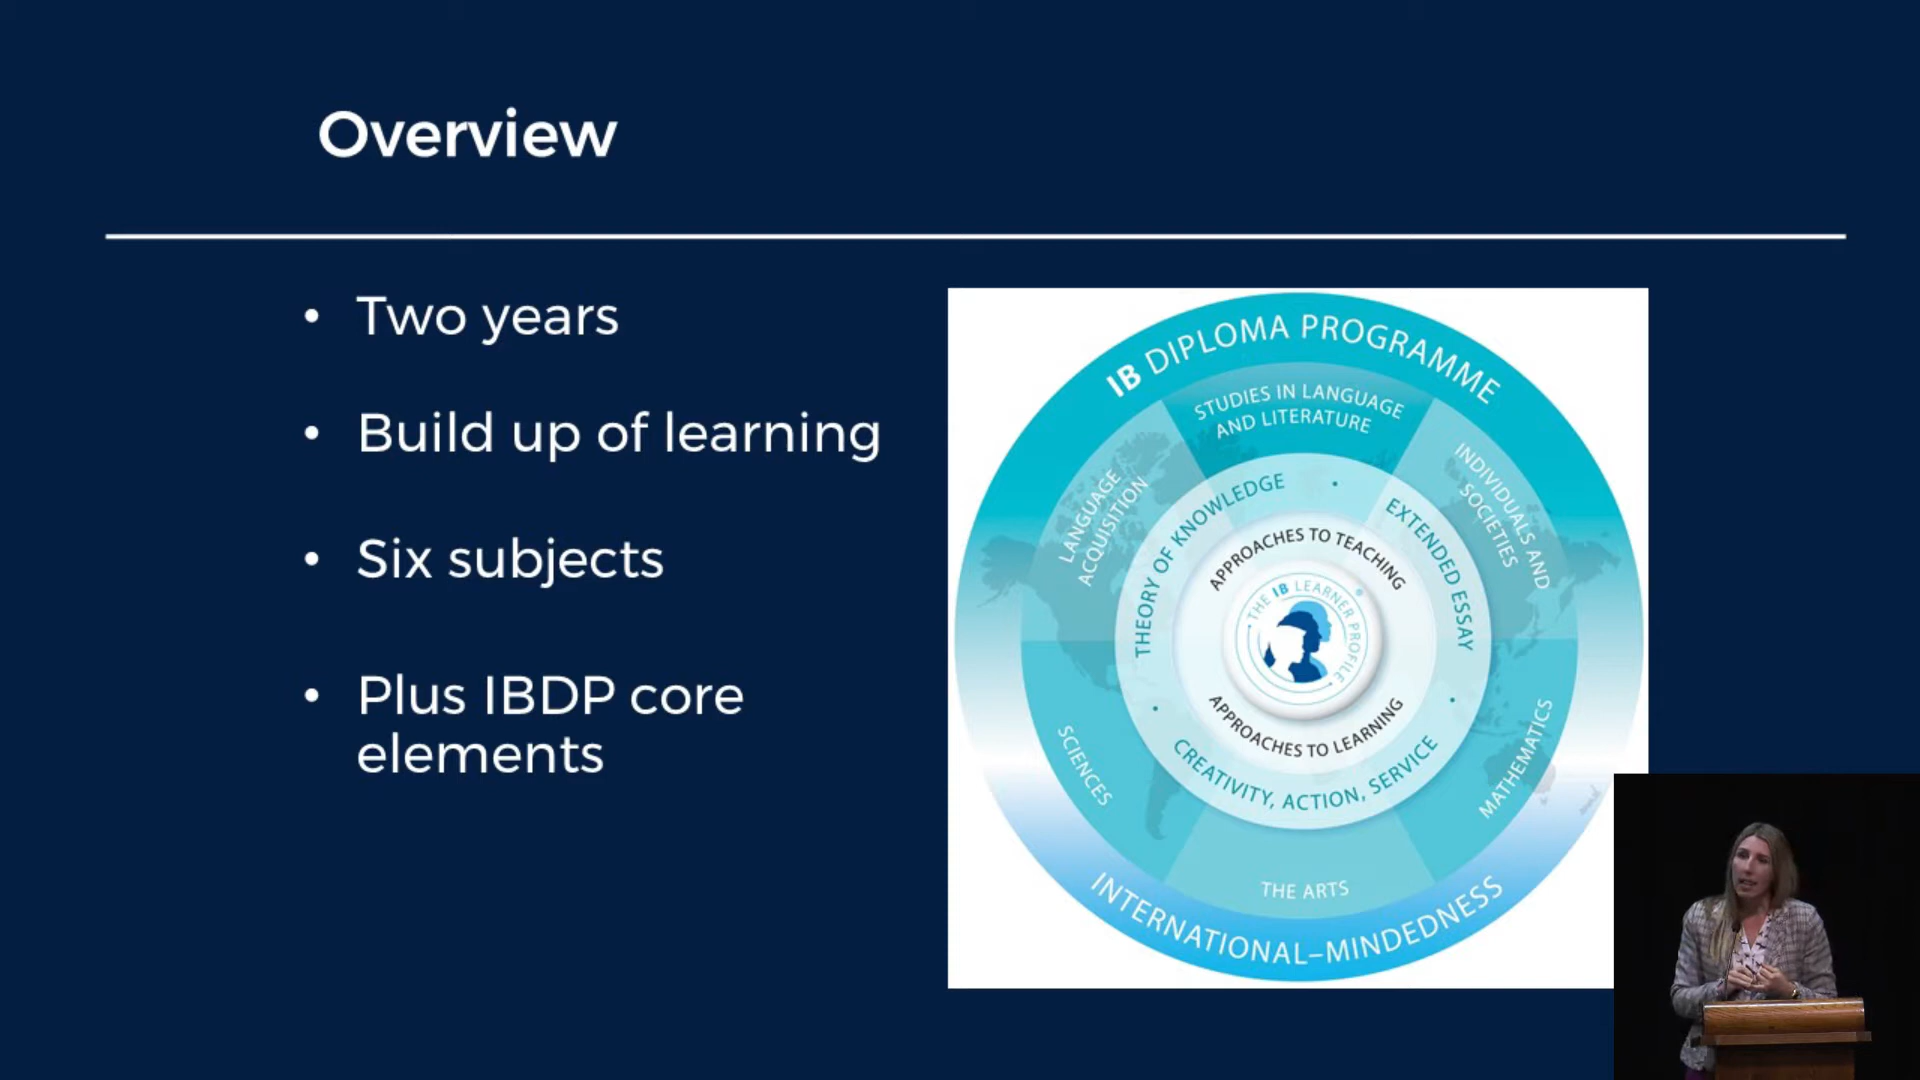 Overview
• Two years
• Build up of learning
• Six subjects
• Plus IBDP core
elements
IB DIPLOMA PROGRAMME
STUDIES IN LANGUAGE
AND LITERATURE
LANGUAGE
ACQUISITION
INDIVIDUALS AND
SOCIETIES
THEORY OF KNOWLEDGE
EXTENDED ESSAY
APPROACHES TO TEACHING
THE IB LEARNER PROFILE
APPROACHES TO LEARNING
CREATIVITY, ACTION, SERVICE
SCIENCES
MATHEMATICS
THE ARTS
INTERNATIONAL–MINDEDNESS